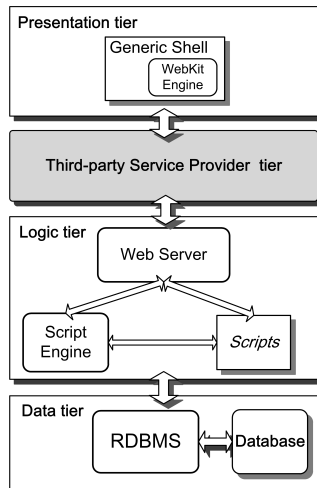 Presentation tier
Generic Shell
WebKit
Engine
Third-party Service Provider tier
Logic tier
Web Server
Script
Engine
Scripts
Data tier
RDBMS
Database